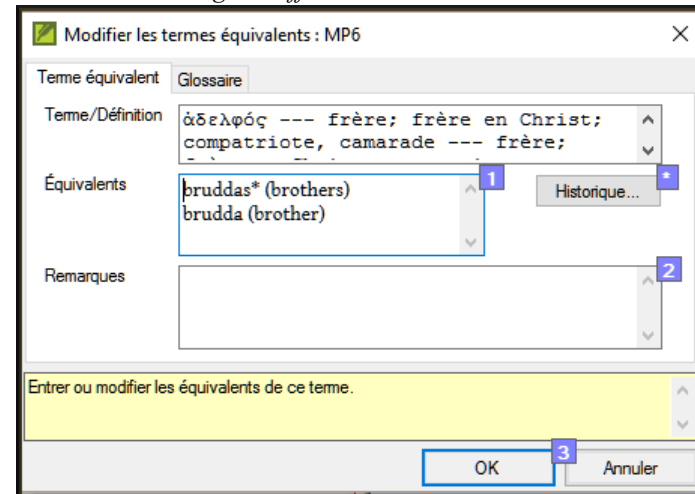 Modifier les termes équivalents : MP6
Terme équivalent
Glossaire
Terme/Définition
ἀδελφός --- frère; frère en Christ;
compatriote, camarade --- frère;
Équivalents
bruddas* (brothers)
brudda (brother)
1
Historique...
*
Remarques
2
Entrer ou modifier les équivalents de ce terme.
OK
3
Annuler